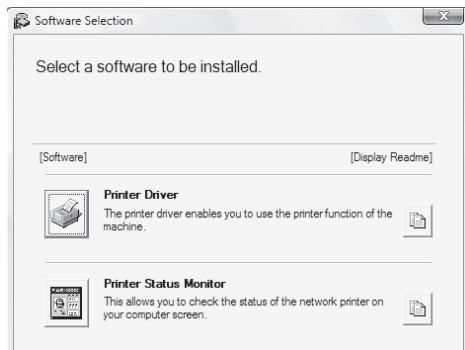 Software Selection
Select a software to be installed.
[Software] [Display Readme]
Printer Driver
The printer driver enables you to use the printer function of the
machine.
Printer Status Monitor
This allows you to check the status of the network printer on
your computer screen.